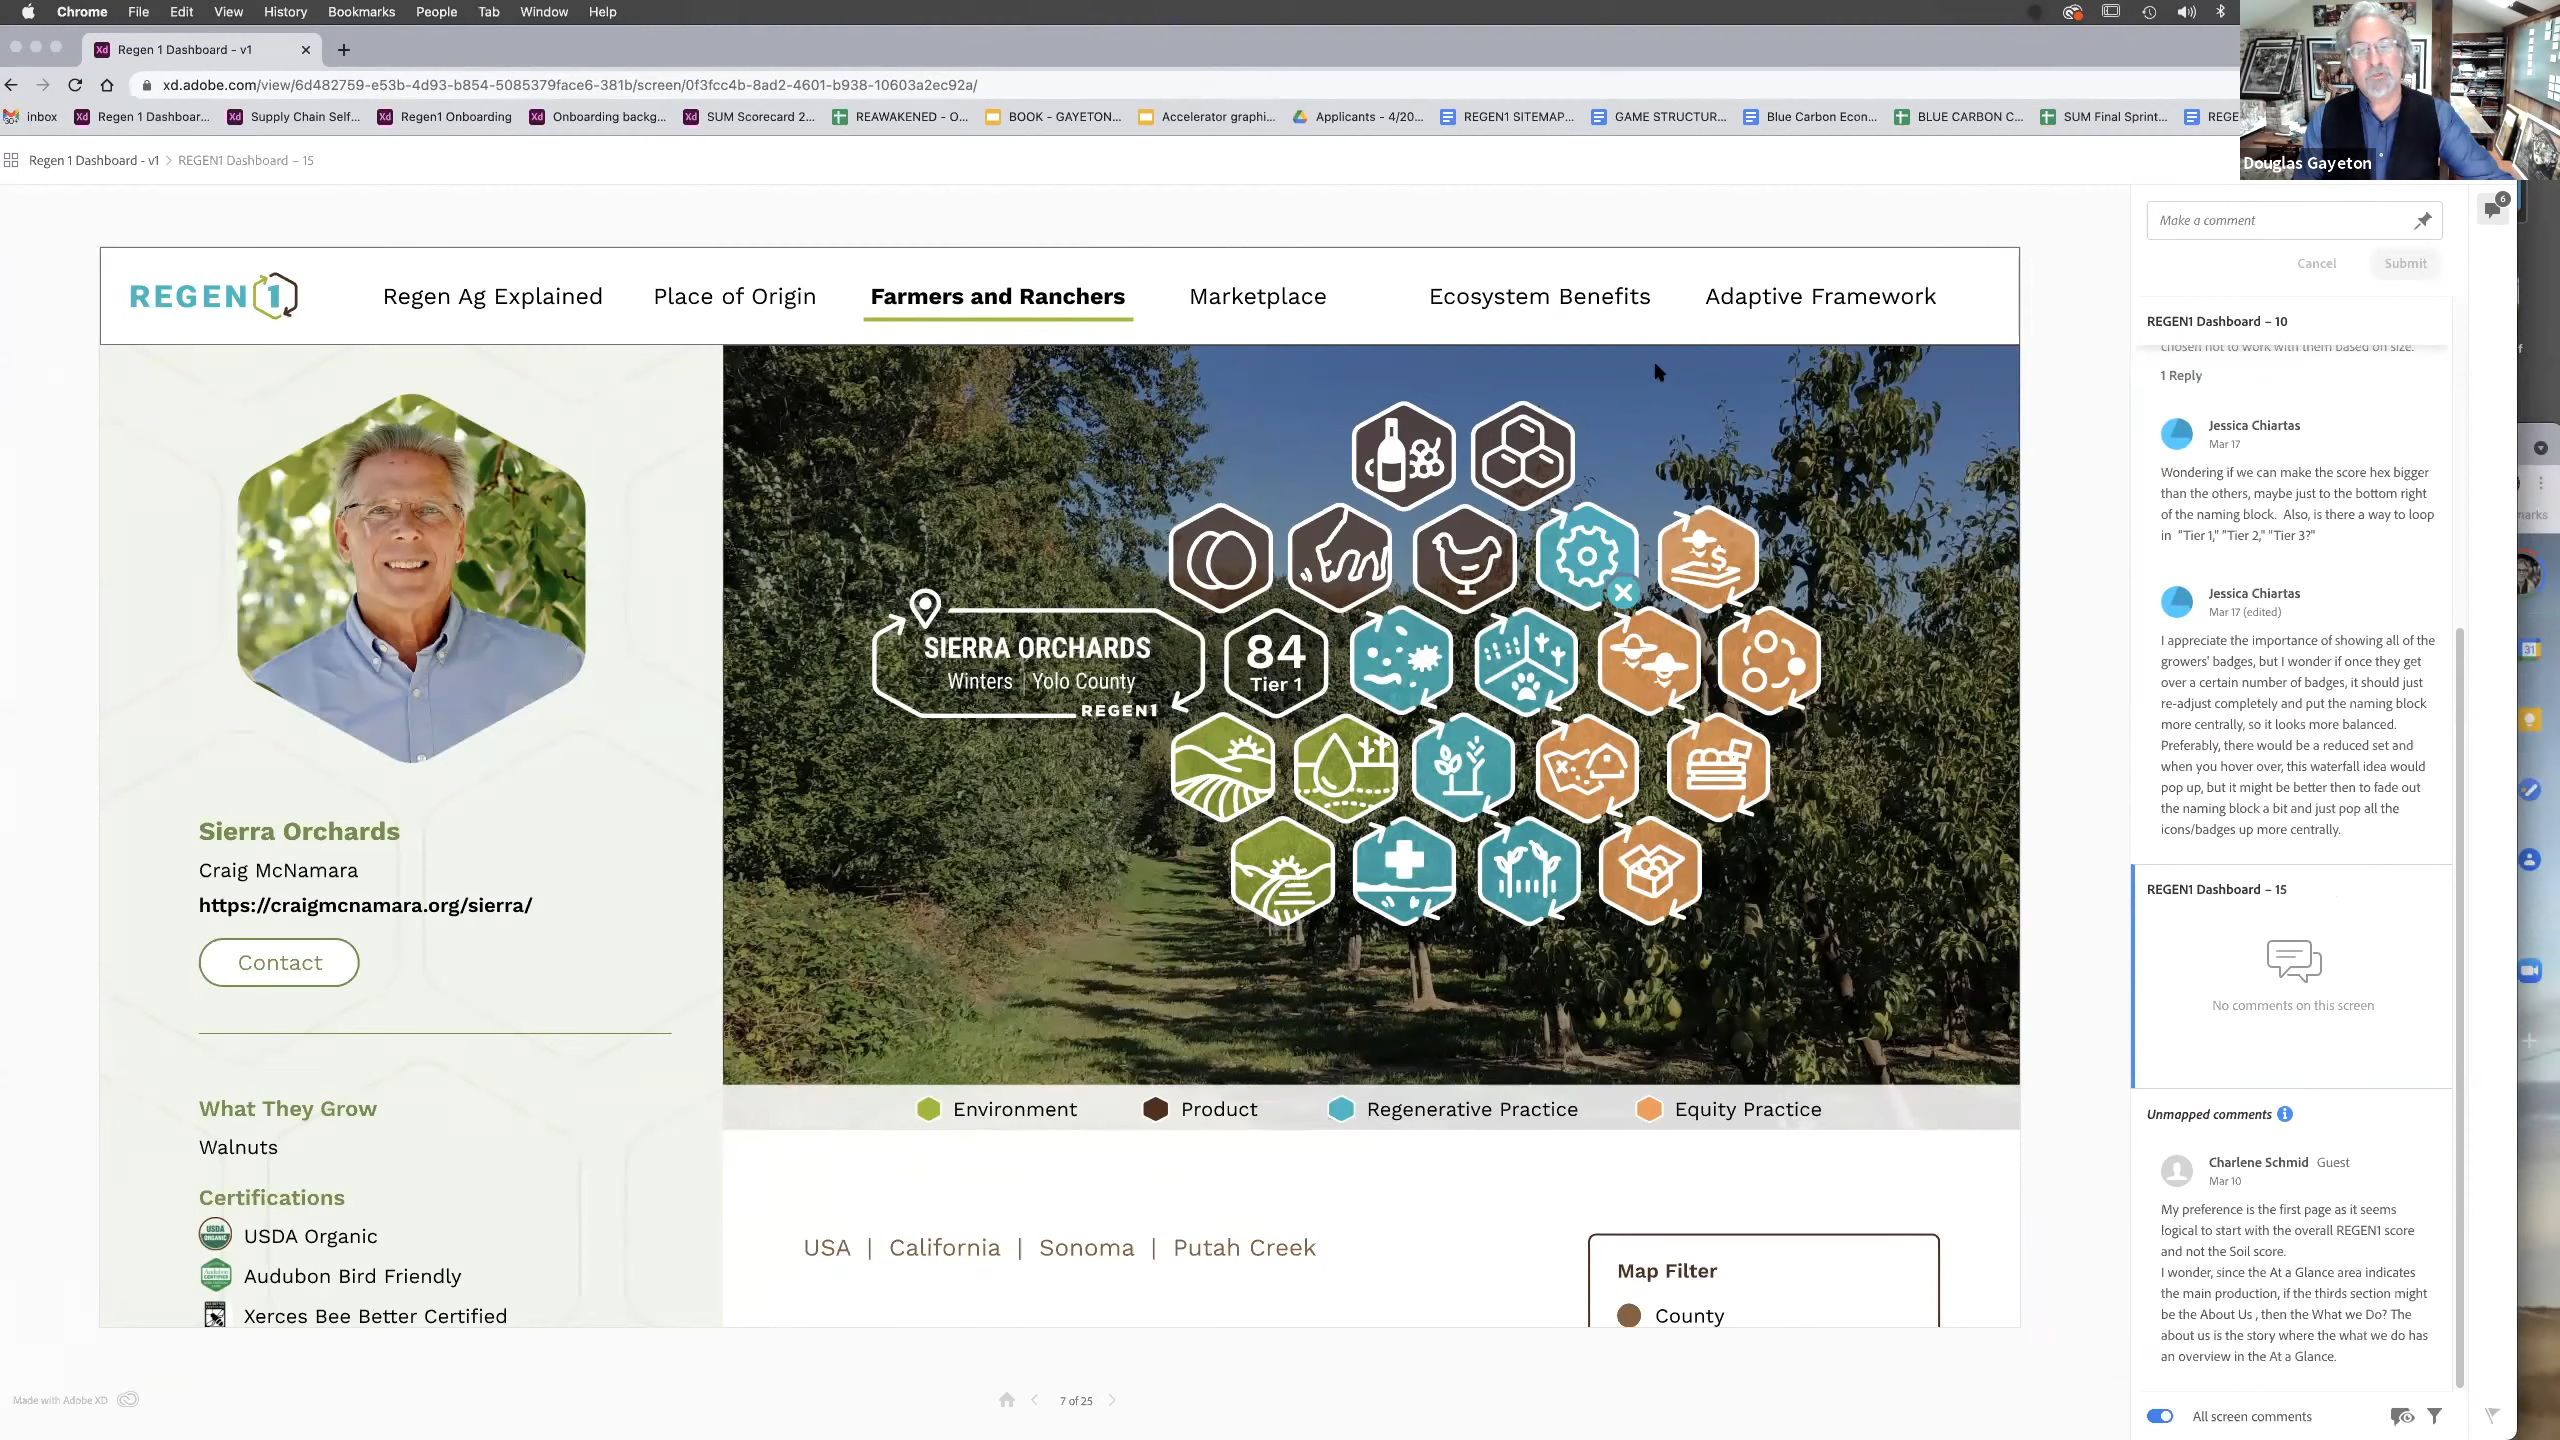 Chrome File Edit View History Bookmarks People Tab Window Help
Regen 1 Dashboard - v1
xd.adobe.com/view/6d482759-e53b-4d93-b854-5085379face6-381b/screen/0f3fcc4b-8ad2-4601-b938-10603a2ec92a/
inbox Regen 1 Dashboar... Supply Chain Self... Regen1 Onboarding Onboarding backg... SUM Scorecard 2... REAWAKENED - O... BOOK - GAYETON... Accelerator graphi... Applicants - 4/20... REGEN1 SITEMAP... GAME STRUCTUR... Blue Carbon Econ... BLUE CARBON C... SUM Final Sprint... REGE
Douglas Gayeton
Regen 1 Dashboard - v1 > REGEN1 Dashboard – 15
REGEN 1
Regen Ag Explained Place of Origin Farmers and Ranchers Marketplace Ecosystem Benefits Adaptive Framework
SIERRA ORCHARDS
Winters | Yolo County
REGEN1
84
Tier 1
Sierra Orchards
Craig McNamara
https://craigmcnamara.org/sierra/
Contact
What They Grow
Walnuts
Certifications
USDA Organic
Audubon Bird Friendly
Xerces Bee Better Certified
Environment Product Regenerative Practice Equity Practice
USA | California | Sonoma | Putah Creek
Map Filter
County
Made with Adobe XD
7 of 25
6
Make a comment
Cancel Submit
REGEN1 Dashboard – 10
chosen not to work with them based on size.
1 Reply
Jessica Chiartas
Mar 17
Wondering if we can make the score hex bigger
than the others, maybe just to the bottom right
of the naming block. Also, is there a way to loop
in "Tier 1," "Tier 2," "Tier 3?"
Jessica Chiartas
Mar 17 (edited)
I appreciate the importance of showing all of the
growers' badges, but I wonder if once they get
over a certain number of badges, it should just
re-adjust completely and put the naming block
more centrally, so it looks more balanced.
Preferably, there would be a reduced set and
when you hover over, this waterfall idea would
pop up, but it might be better then to fade out
the naming block a bit and just pop all the
icons/badges up more centrally.
REGEN1 Dashboard – 15
No comments on this screen
Unmapped comments
Charlene Schmid Guest
Mar 10
My preference is the first page as it seems
logical to start with the overall REGEN1 score
and not the Soil score.
I wonder, since the At a Glance area indicates
the main production, if the thirds section might
be the About Us , then the What we Do? The
about us is the story where the what we do has
an overview in the At a Glance.
All screen comments